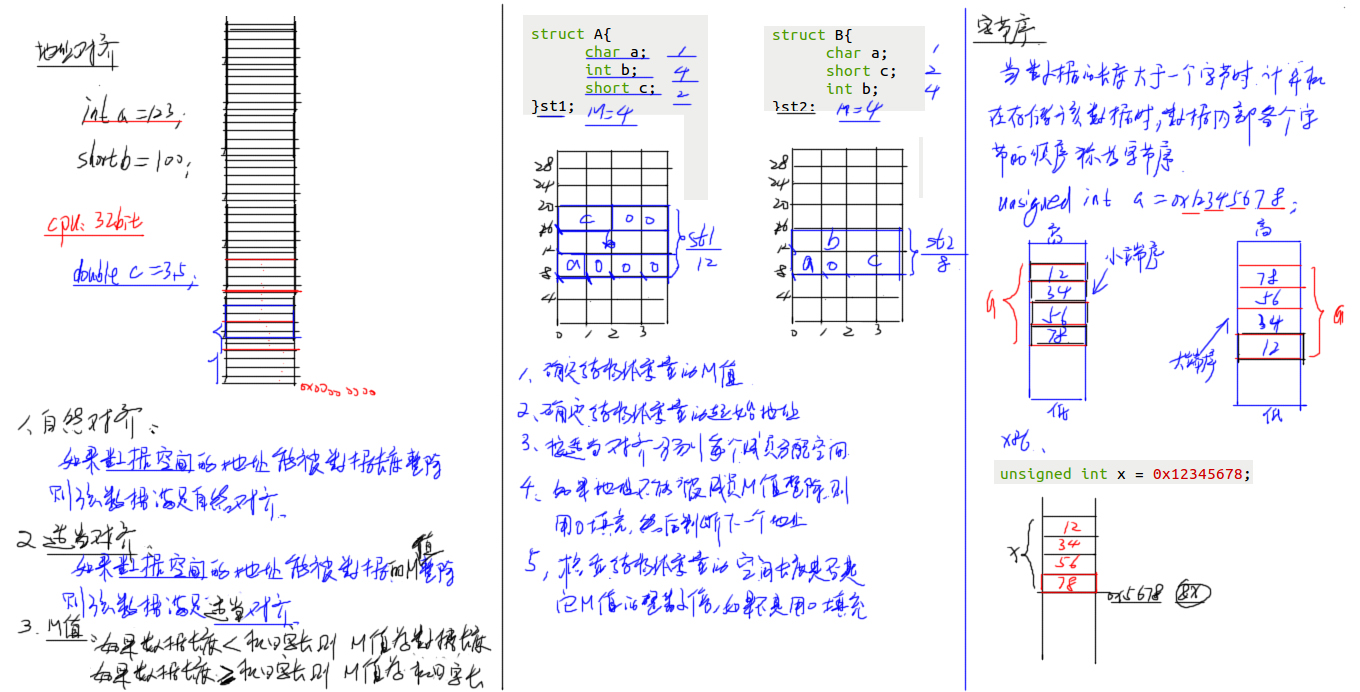 地址对齐
int a =123;
short b = 100;
cpu: 32bit
double c =3.5;
0x0000 0000
1、自然对齐:
如果数据空间的地址能被数据长度整除
则该数据满足自然对齐.
2 适当对齐.
值
如果数据空间的地址能被数据的M整除
则该数据满足适当对齐.
3. M值:
如果数据长度 < 机器字长则 M值为数据长度
如果数据长度 ≥ 机器字长则 M值为机器字长
struct A{
char a; 1
int b; 4
short c; 2
}st1; M=4
28
24
20
c 0 0
16
b
12
a 0 0 0
8
4
0 1 2 3
st1
12
struct B{
char a; 1
short c; 2
int b; 4
}st2; M=4
28
24
20
16
b
12
a 0 c
8
4
0 1 2 3
st2
8
1、确定结构体变量的M值
2、确定结构体变量的起始地址
3、按适当对齐分别每个成员分配空间
4、如果地址不能被成员M值整除则
用0填充, 然后判断下一个地址
5, 检查结构体变量的空间长度是否是
它M值的整数倍, 如果不是用0填充
字节序
当数据的长度大于一个字节时. 计算机
在存储该数据时, 数据内部各个字
节的顺序称为字节序.
unsigned int a =0x12345678;
高
12
34
56
78
低
a
小端序
高
78
56
34
12
低
a
大端序
x86、
unsigned int x = 0x12345678;
x
12
34
56
78
0x5678